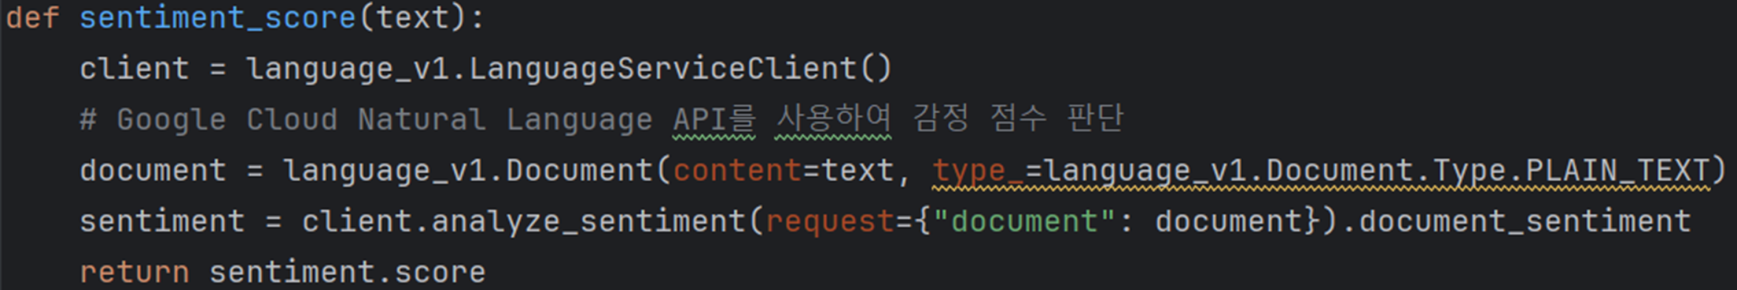 def sentiment_score(text):
    client = language_v1.LanguageServiceClient()
    # Google Cloud Natural Language API를 사용하여 감정 점수 판단
    document = language_v1.Document(content=text, type_=language_v1.Document.Type.PLAIN_TEXT)
    sentiment = client.analyze_sentiment(request={"document": document}).document_sentiment
    return sentiment.score